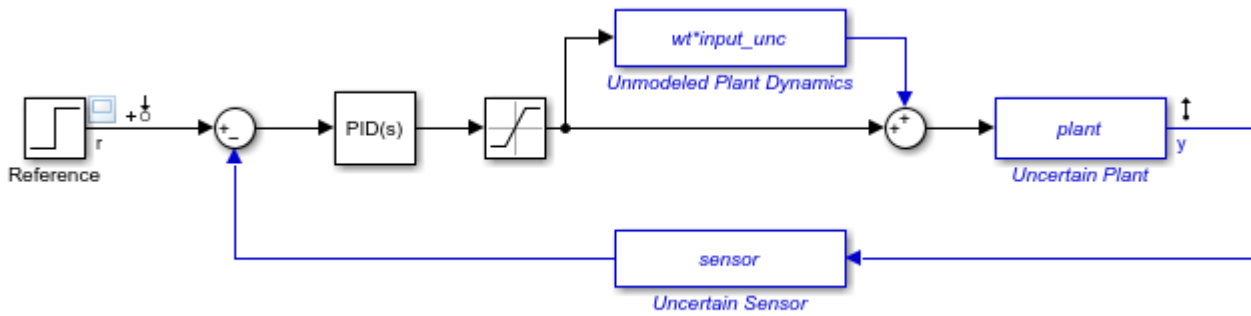 wt*input_unc
Unmodeled Plant Dynamics
r
Reference
PID(s)
plant
y
Uncertain Plant
sensor
Uncertain Sensor